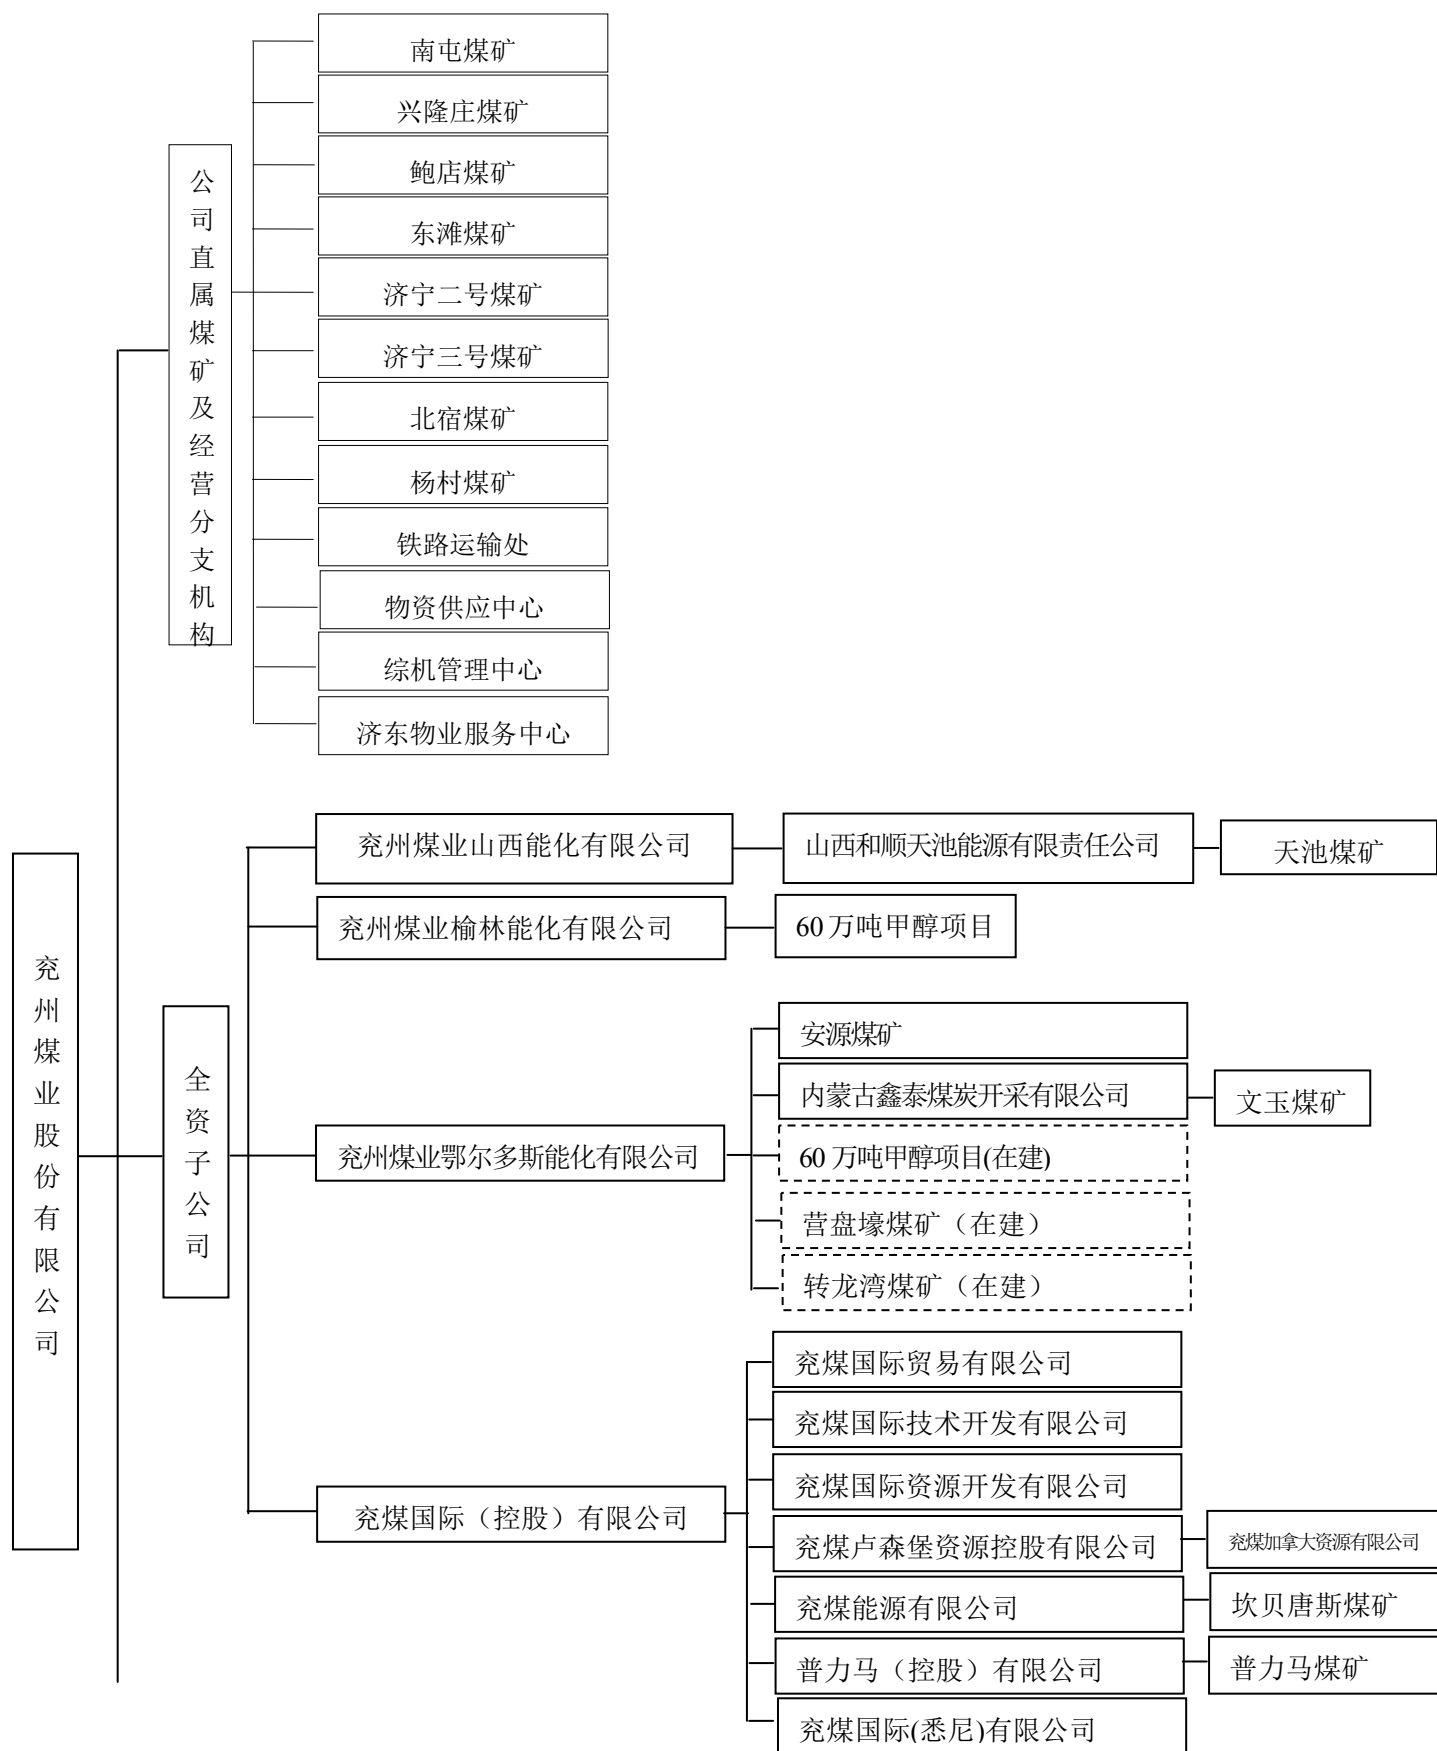 南屯煤矿
兴隆庄煤矿
鲍店煤矿
东滩煤矿
济宁二号煤矿
济宁三号煤矿
北宿煤矿
杨村煤矿
铁路运输处
物资供应中心
综机管理中心
济东物业服务中心
公司直属煤矿及经营分支机构
兖州煤业股份有限公司
全资子公司
兖州煤业山西能化有限公司
山西和顺天池能源有限责任公司
天池煤矿
兖州煤业榆林能化有限公司
60万吨甲醇项目
兖州煤业鄂尔多斯能化有限公司
安源煤矿
内蒙古鑫泰煤炭开采有限公司
文玉煤矿
60万吨甲醇项目(在建)
营盘壕煤矿（在建）
转龙湾煤矿（在建）
兖煤国际（控股）有限公司
兖煤国际贸易有限公司
兖煤国际技术开发有限公司
兖煤国际资源开发有限公司
兖煤卢森堡资源控股有限公司
兖煤加拿大资源有限公司
兖煤能源有限公司
坎贝唐斯煤矿
普力马（控股）有限公司
普力马煤矿
兖煤国际(悉尼)有限公司